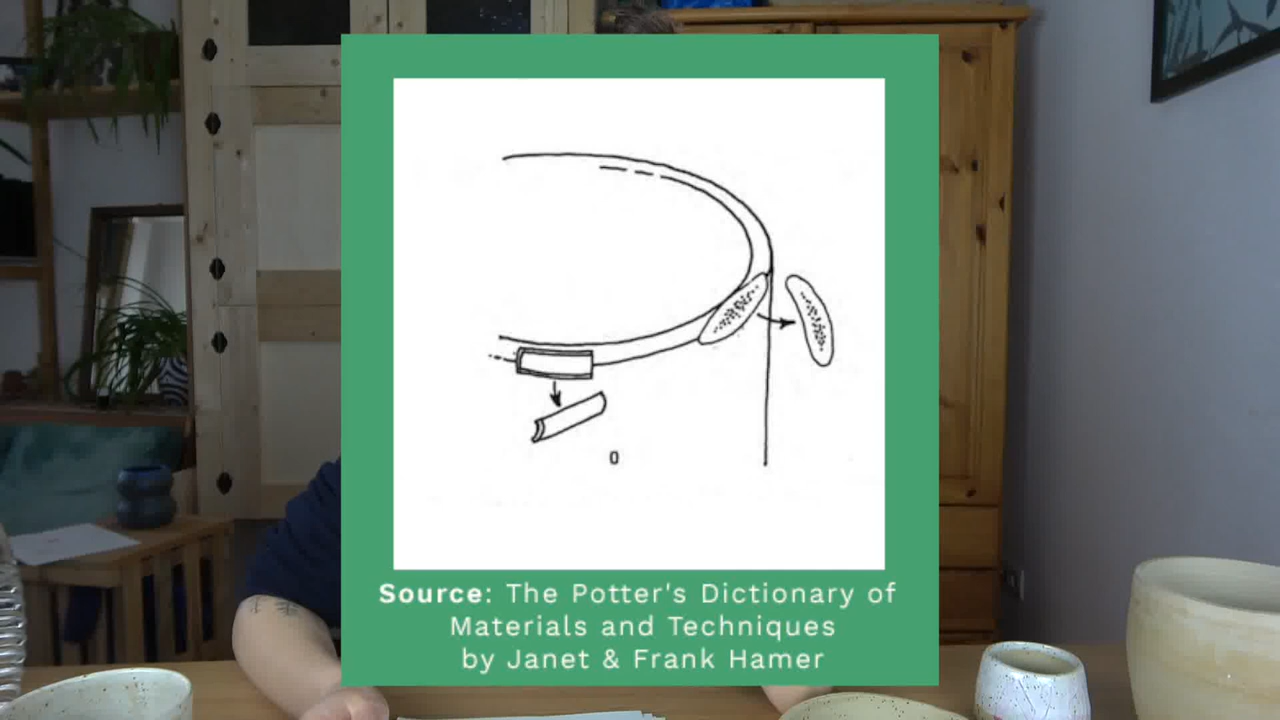 0
Source: The Potter's Dictionary of
Materials and Techniques
by Janet & Frank Hamer